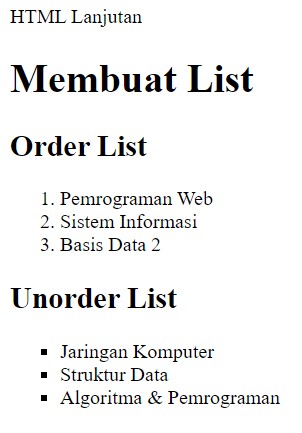 HTML Lanjutan
Membuat List
Order List
1. Pemrograman Web
2. Sistem Informasi
3. Basis Data 2
Unorder List
▪ Jaringan Komputer
▪ Struktur Data
▪ Algoritma & Pemrograman